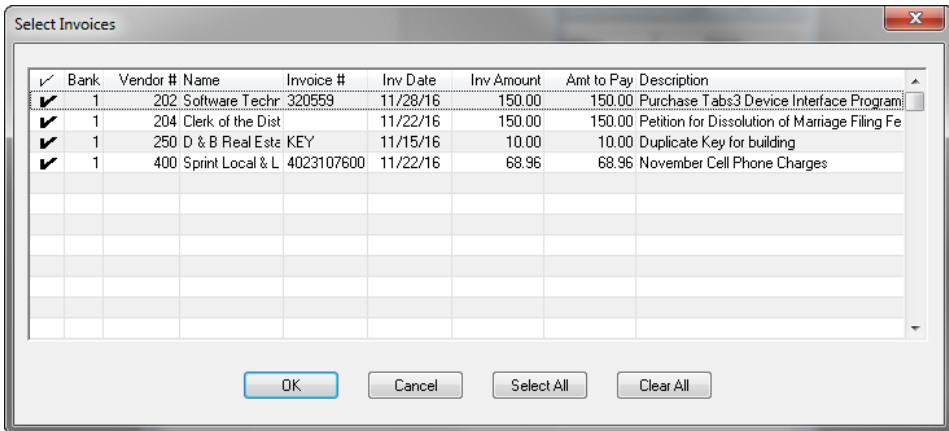 Select Invoices
✓ Bank Vendor # Name Invoice # Inv Date Inv Amount Amt to Pay Description
✔ 1 202 Software Techr 320559 11/28/16 150.00 150.00 Purchase Tabs3 Device Interface Program
✔ 1 204 Clerk of the Dist 11/22/16 150.00 150.00 Petition for Dissolution of Marriage Filing Fe
✔ 1 250 D & B Real Esta KEY 11/15/16 10.00 10.00 Duplicate Key for building
✔ 1 400 Sprint Local & L 4023107600 11/22/16 68.96 68.96 November Cell Phone Charges
OK Cancel Select All Clear All